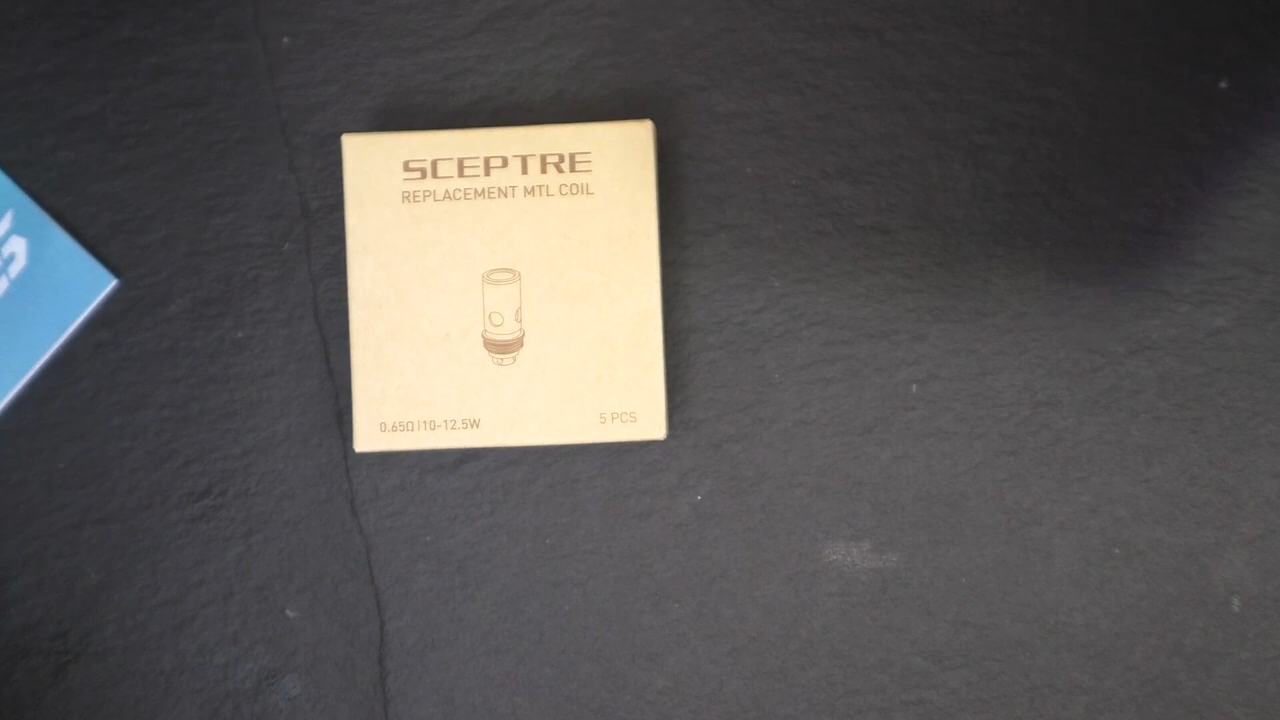 SCEPTRE
REPLACEMENT MTL COIL
0.65Ω|10-12.5W
5 PCS